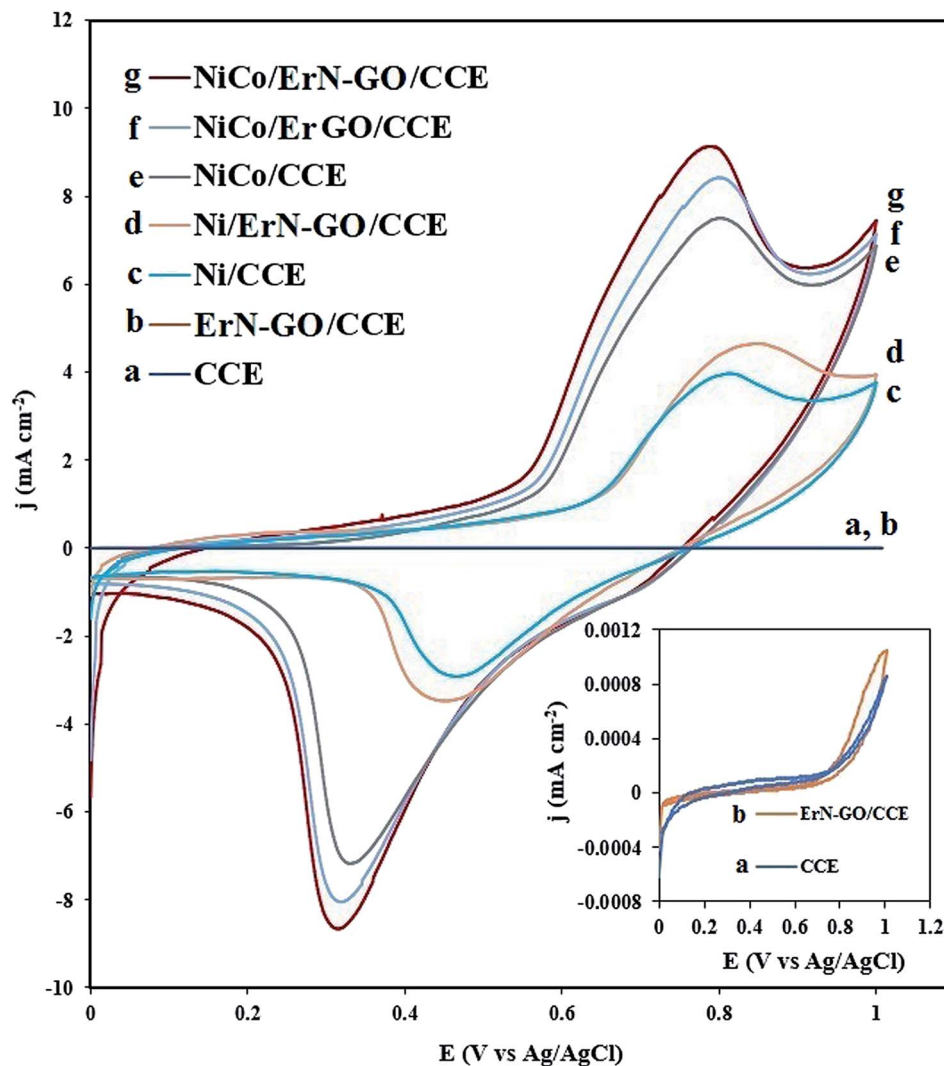 12
10
8
6
4
2
0
-2
-4
-6
-8
-10
j (mA cm-2)
g NiCo/ErN-GO/CCE
f NiCo/Er GO/CCE
e NiCo/CCE
d Ni/ErN-GO/CCE
c Ni/CCE
b ErN-GO/CCE
a CCE
g
f
e
d
c
a, b
0.0012
0.0008
0.0004
0
-0.0004
-0.0008
j (mA cm-2)
b ErN-GO/CCE
a CCE
0 0.2 0.4 0.6 0.8 1 1.2
E (V vs Ag/AgCl)
0 0.2 0.4 0.6 0.8 1
E (V vs Ag/AgCl)